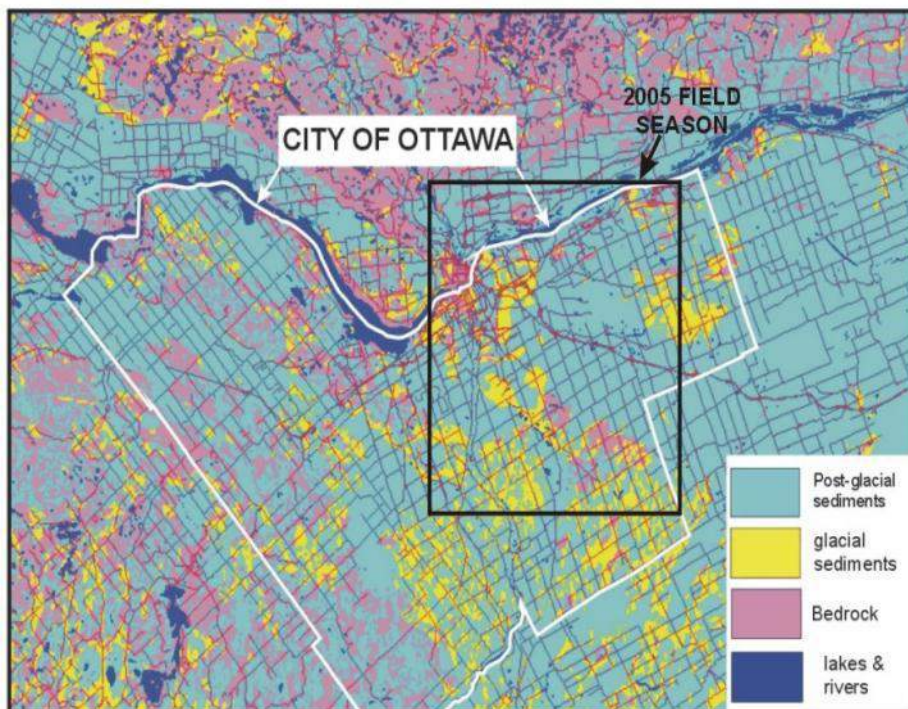 2005 FIELD
SEASON
CITY OF OTTAWA
Post-glacial
sediments
glacial
sediments
Bedrock
lakes &
rivers